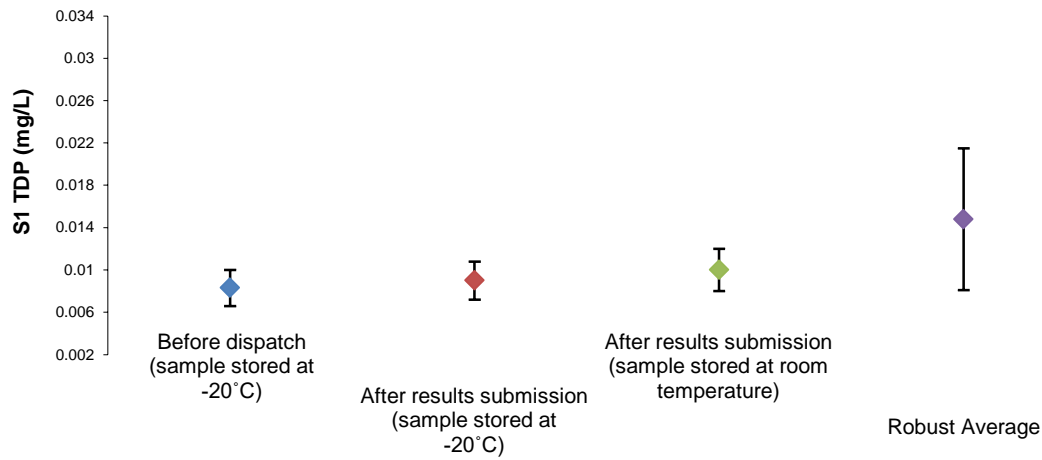 S1 TDP (mg/L)
0.034
0.03
0.026
0.022
0.018
0.014
0.01
0.006
0.002
Before dispatch
(sample stored at
-20˚C)
After results submission
(sample stored at
-20˚C)
After results submission
(sample stored at room
temperature)
Robust Average